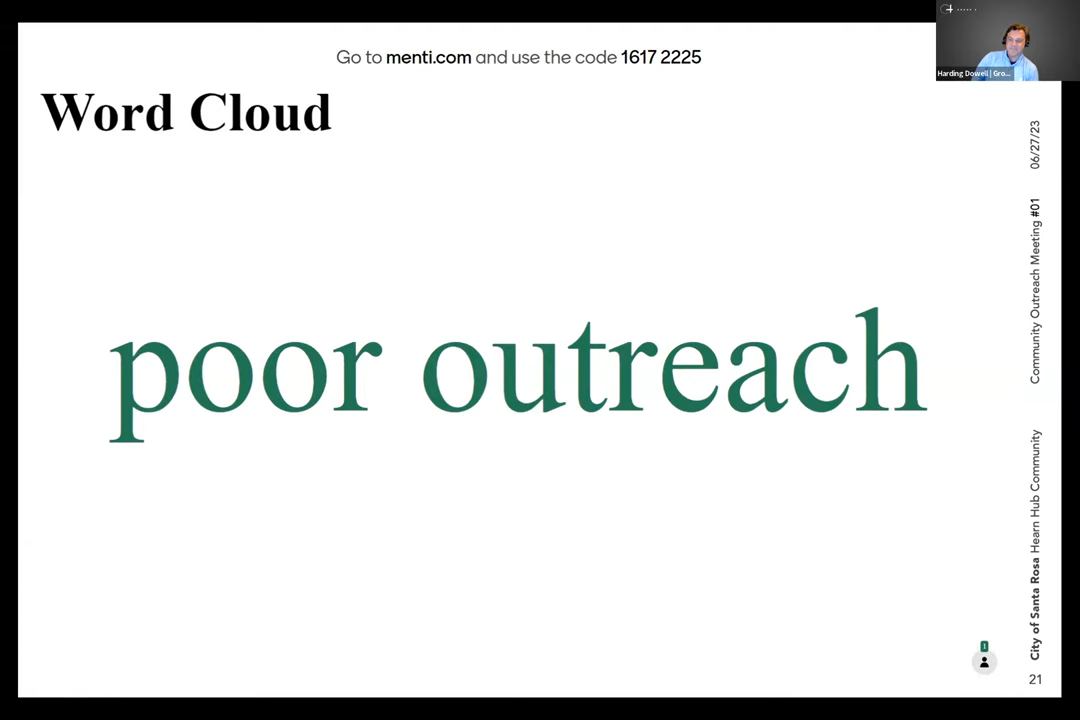 Go to menti.com and use the code 1617 2225
Harding Dowell | Gro...
Word Cloud
poor outreach
06/27/23
Community Outreach Meeting #01
City of Santa Rosa Hearn Hub Community
1
21